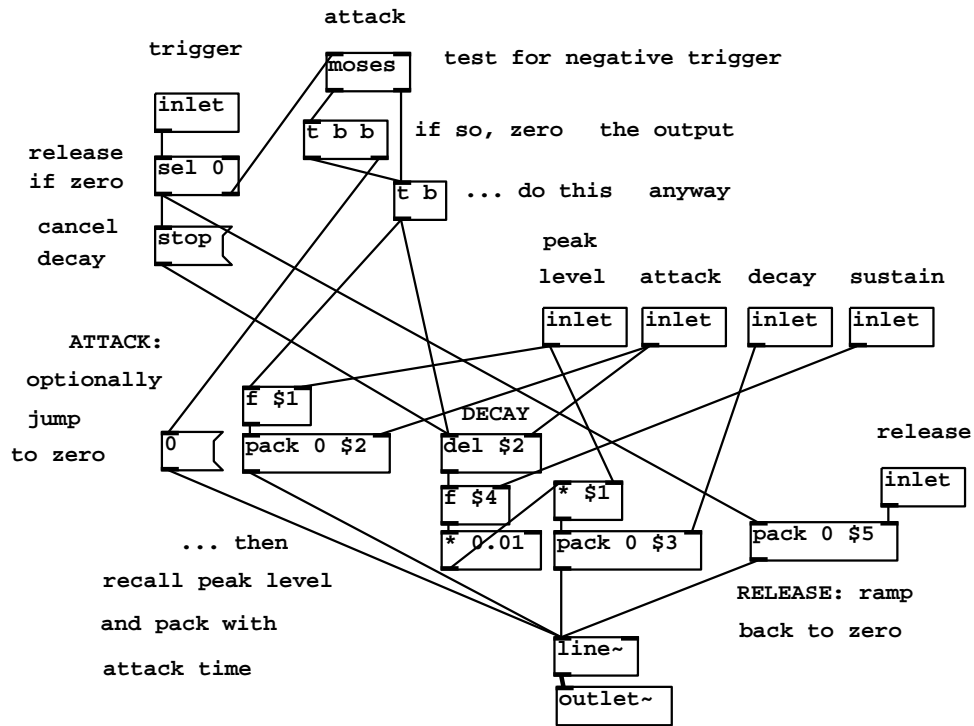 attack
trigger
moses
test for negative trigger
inlet
t b b
if so, zero the output
release
if zero
sel 0
t b
... do this anyway
cancel
decay
stop
peak
level
attack
decay
sustain
inlet
inlet
inlet
inlet
ATTACK:
optionally
jump
to zero
f $1
DECAY
0
pack 0 $2
del $2
release
inlet
f $4
* $1
* 0.01
pack 0 $3
pack 0 $5
... then
recall peak level
and pack with
attack time
RELEASE: ramp
back to zero
line~
outlet~